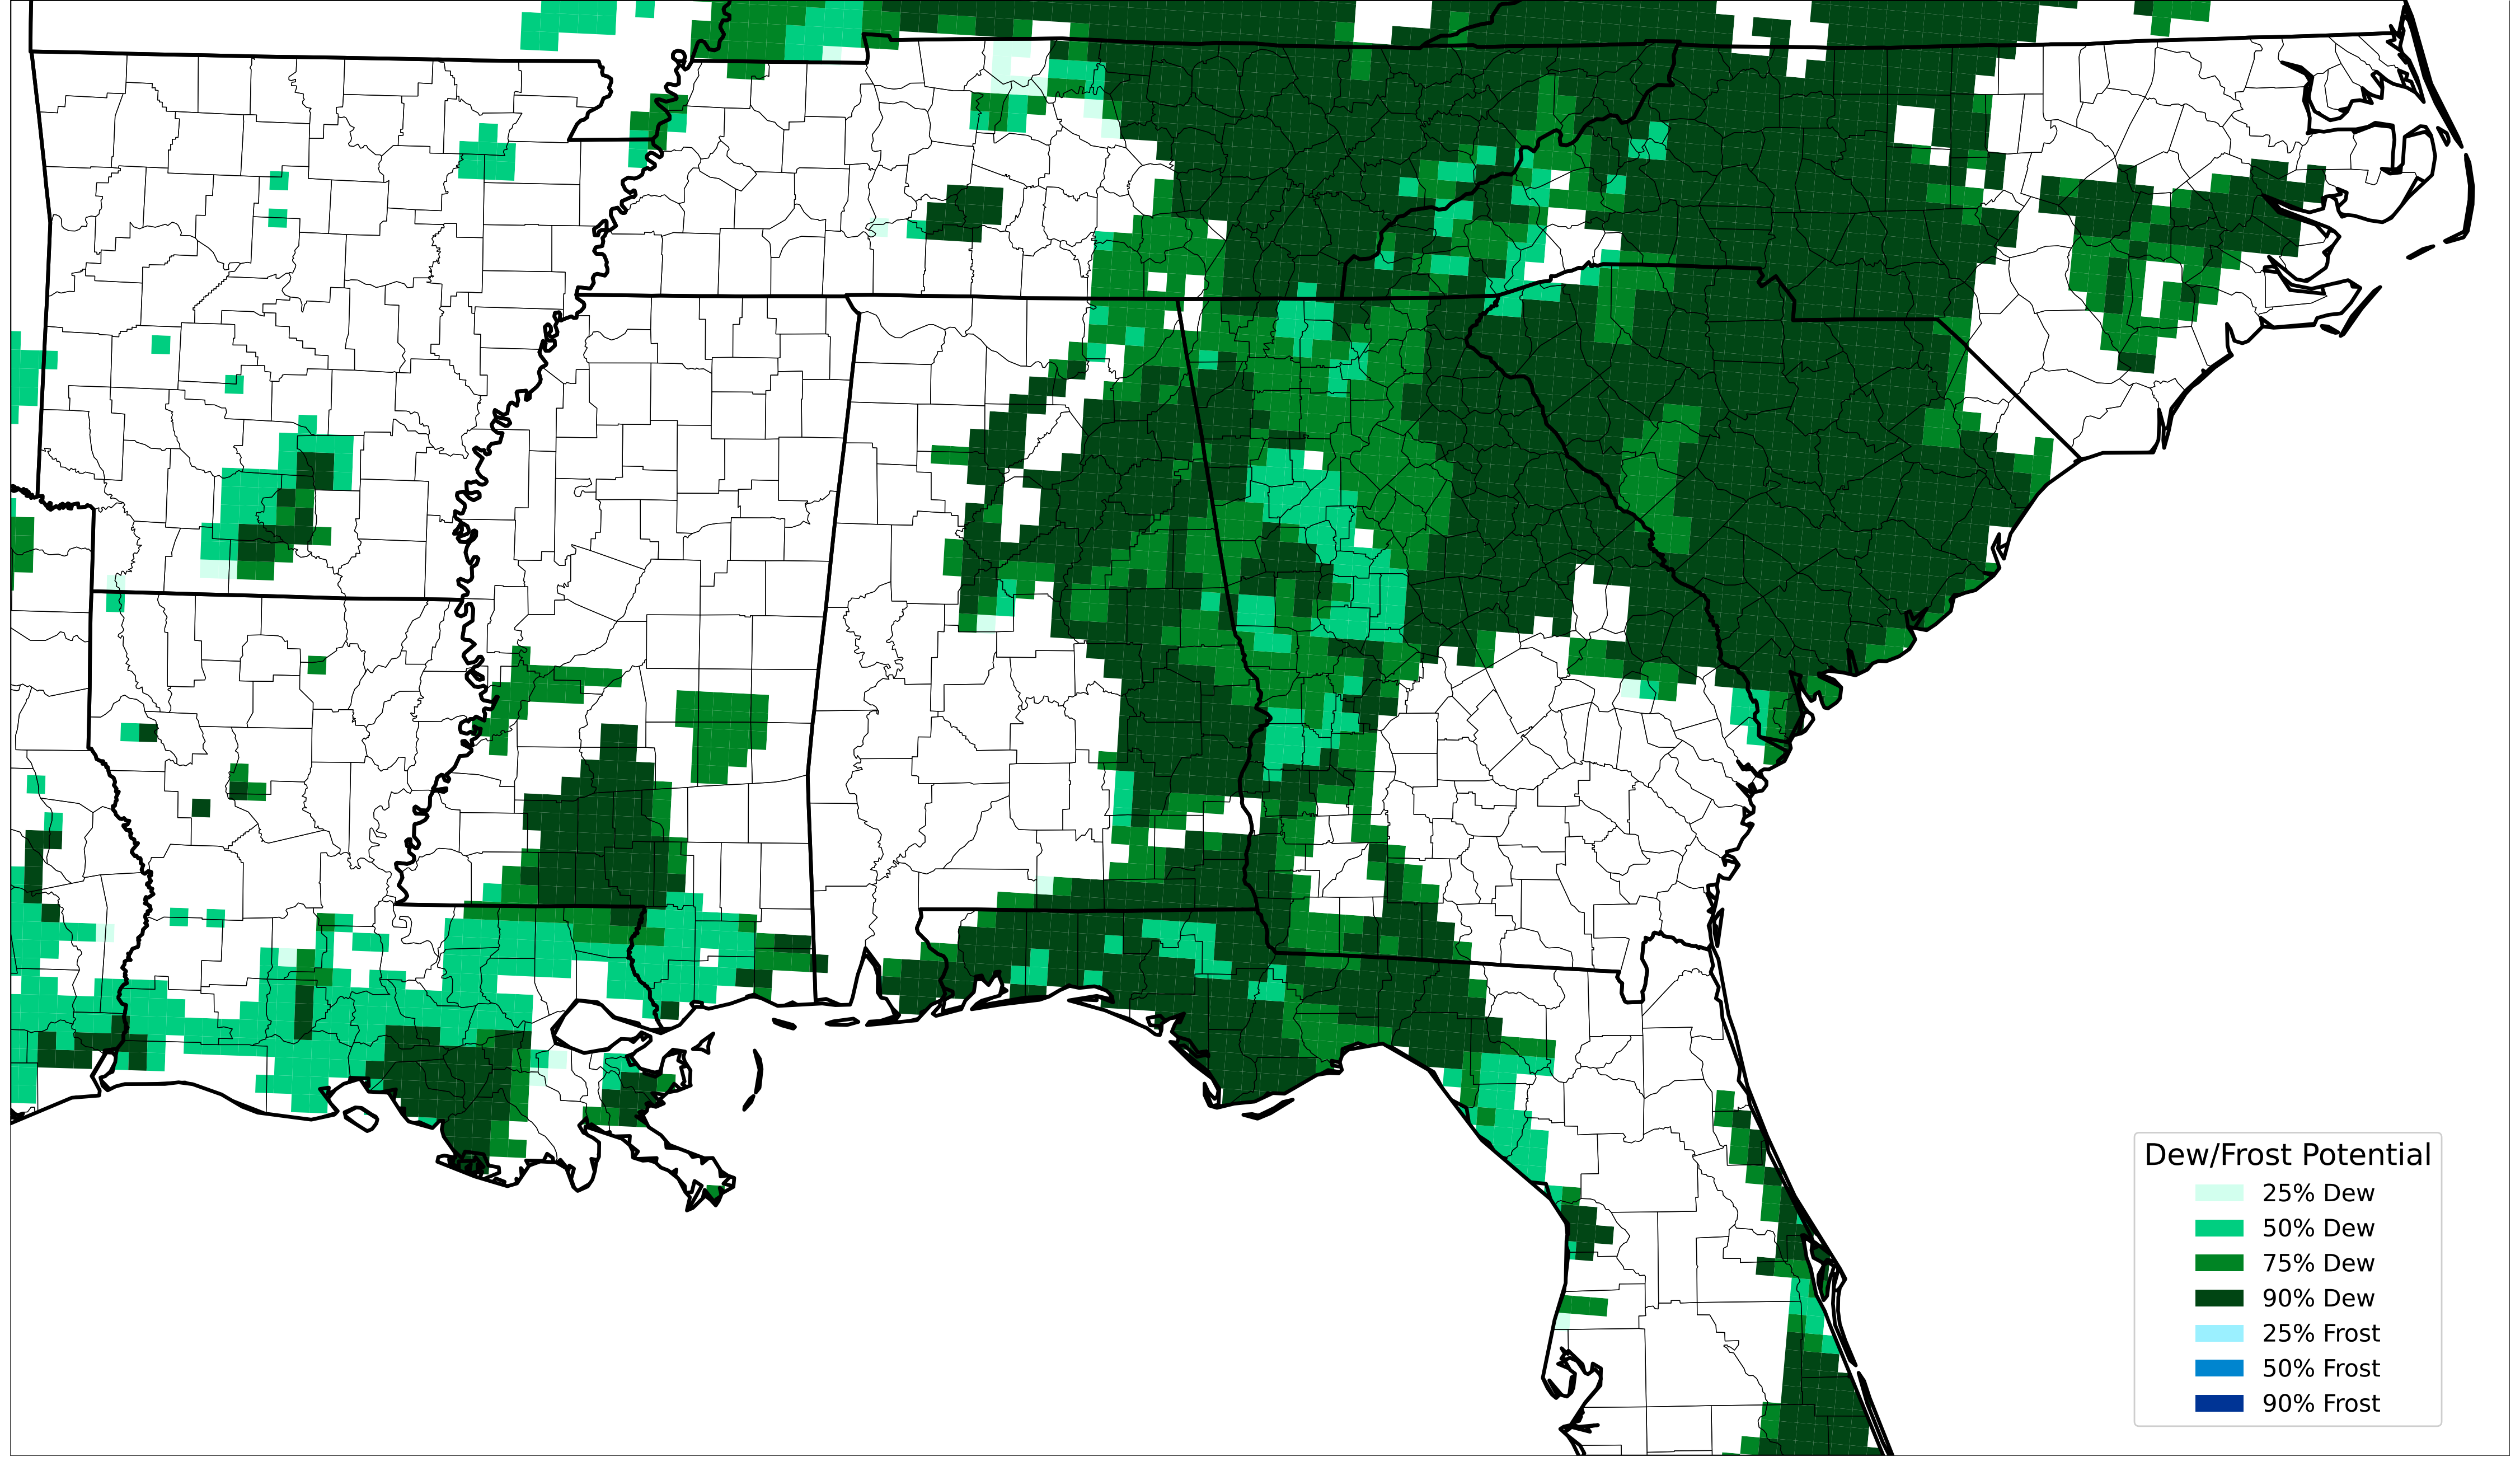 Dew/Frost Potential
25% Dew
50% Dew
75% Dew
90% Dew
25% Frost
50% Frost
90% Frost